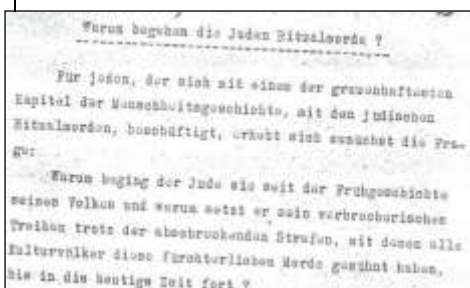 Warum begehen die Juden Ritualmorde ?
Für jeden, der sich mit einem der grauenhaftesten
Kapitel der Menschheitsgeschichte, mit den jüdischen
Ritualmorden, beschäftigt, erhebt sich zunächst die Fra-
ge:
Warum beging der Jude sie seit der Frühgeschichte
seines Volkes und warum setzt er sein verbrecherisches
Treiben trotz der abschreckenden Strafen, mit denen alle
Kulturvölker diese fürchterlichen Morde gesühnt haben,
bis in die heutige Zeit fort ?